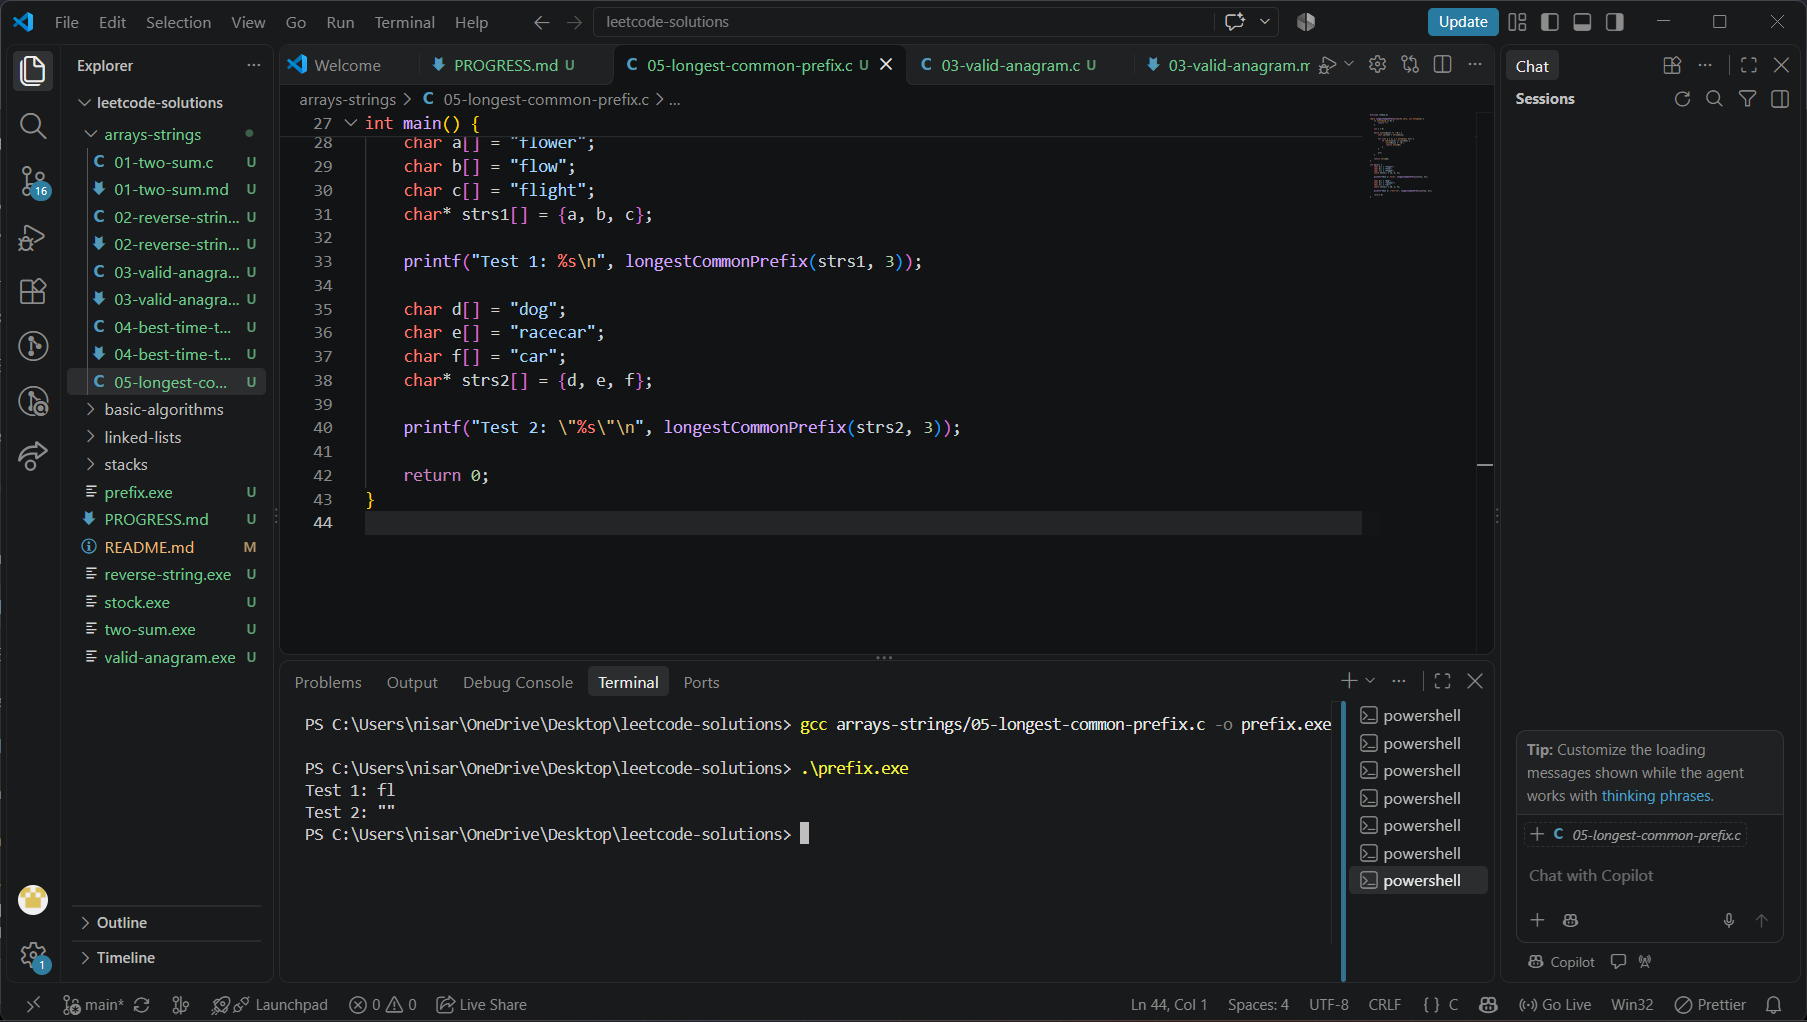 File Edit Selection View Go Run Terminal Help
leetcode-solutions
Update
Explorer
leetcode-solutions
arrays-strings
01-two-sum.c U
01-two-sum.md U
02-reverse-strin... U
02-reverse-strin... U
03-valid-anagra... U
03-valid-anagra... U
04-best-time-t... U
04-best-time-t... U
05-longest-co... U
basic-algorithms
linked-lists
stacks
prefix.exe U
PROGRESS.md U
README.md M
reverse-string.exe U
stock.exe U
two-sum.exe U
valid-anagram.exe U
Outline
Timeline
16
1
Welcome
PROGRESS.md U
05-longest-common-prefix.c U
03-valid-anagram.c U
03-valid-anagram.m
arrays-strings > C 05-longest-common-prefix.c > ...
27 int main() {
28 char a[] = "flower";
29 char b[] = "flow";
30 char c[] = "flight";
31 char* strs1[] = {a, b, c};
32
33 printf("Test 1: %s\n", longestCommonPrefix(strs1, 3));
34
35 char d[] = "dog";
36 char e[] = "racecar";
37 char f[] = "car";
38 char* strs2[] = {d, e, f};
39
40 printf("Test 2: \"%s\"\n", longestCommonPrefix(strs2, 3));
41
42 return 0;
43 }
44
Problems Output Debug Console Terminal Ports
PS C:\Users\nisar\OneDrive\Desktop\leetcode-solutions> gcc arrays-strings/05-longest-common-prefix.c -o prefix.exe
PS C:\Users\nisar\OneDrive\Desktop\leetcode-solutions> .\prefix.exe
Test 1: fl
Test 2: ""
PS C:\Users\nisar\OneDrive\Desktop\leetcode-solutions>
powershell
powershell
powershell
powershell
powershell
powershell
powershell
Chat
Sessions
Tip: Customize the loading
messages shown while the agent
works with thinking phrases.
C 05-longest-common-prefix.c
Chat with Copilot
Copilot
main* Launchpad 0 0 Live Share
Ln 44, Col 1 Spaces: 4 UTF-8 CRLF { } C Go Live Win32 Prettier